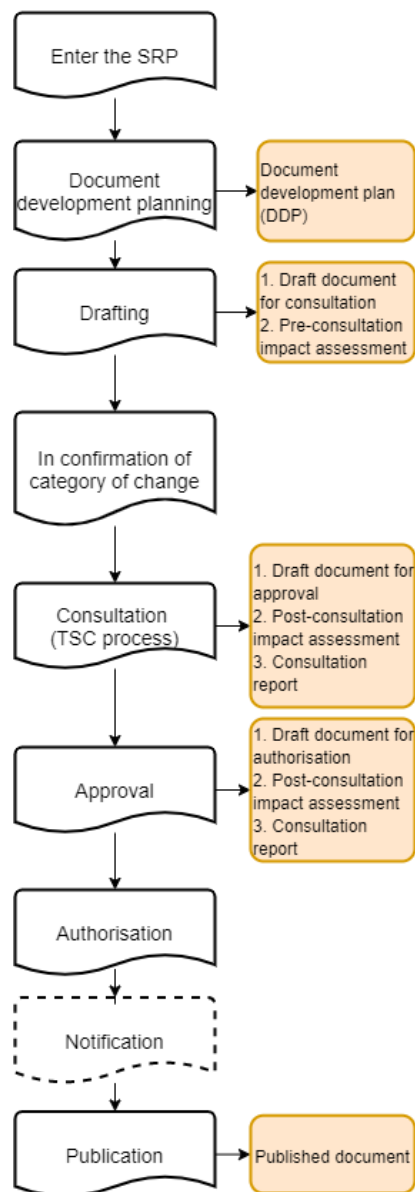 Enter the SRP
Document
development planning
Document
development plan
(DDP)
Drafting
1. Draft document
for consultation
2. Pre-consultation
impact assessment
In confirmation of
category of change
Consultation
(TSC process)
1. Draft document for
approval
2. Post-consultation
impact assessment
3. Consultation
report
Approval
1. Draft document for
authorisation
2. Post-consultation
impact assessment
3. Consultation
report
Authorisation
Notification
Publication
Published document